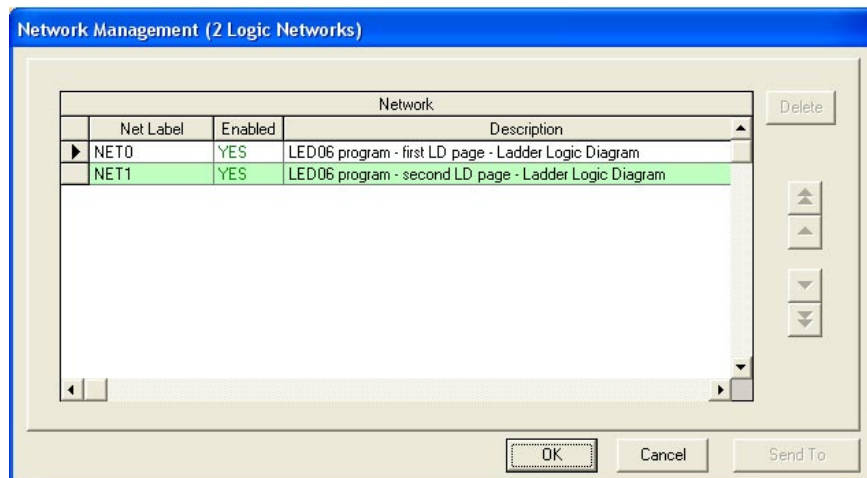 Network Management (2 Logic Networks)
Network
Delete
Net Label Enabled Description
NET0 YES LED06 program - first LD page - Ladder Logic Diagram
NET1 YES LED06 program - second LD page - Ladder Logic Diagram
OK Cancel Send To